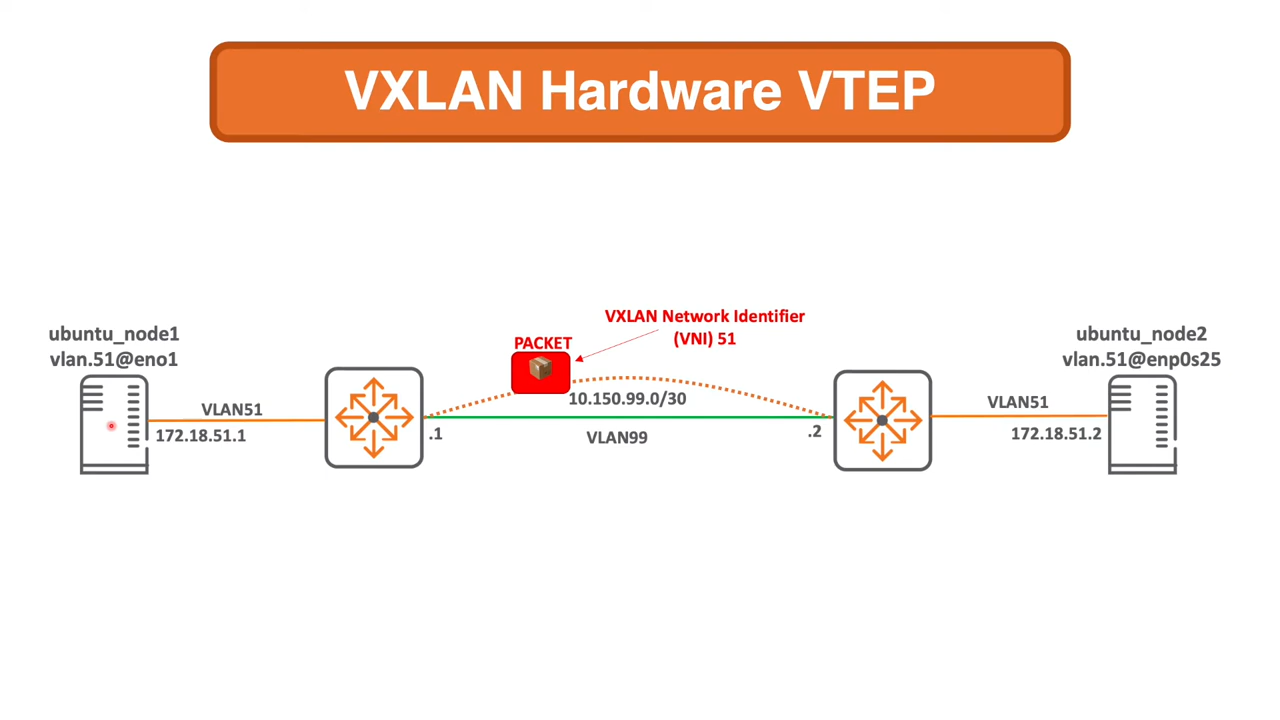 VXLAN Hardware VTEP
VXLAN Network Identifier
(VNI) 51
ubuntu_node1
vlan.51@eno1
PACKET
ubuntu_node2
vlan.51@enp0s25
VLAN51
172.18.51.1
10.150.99.0/30
.1
VLAN99
.2
VLAN51
172.18.51.2